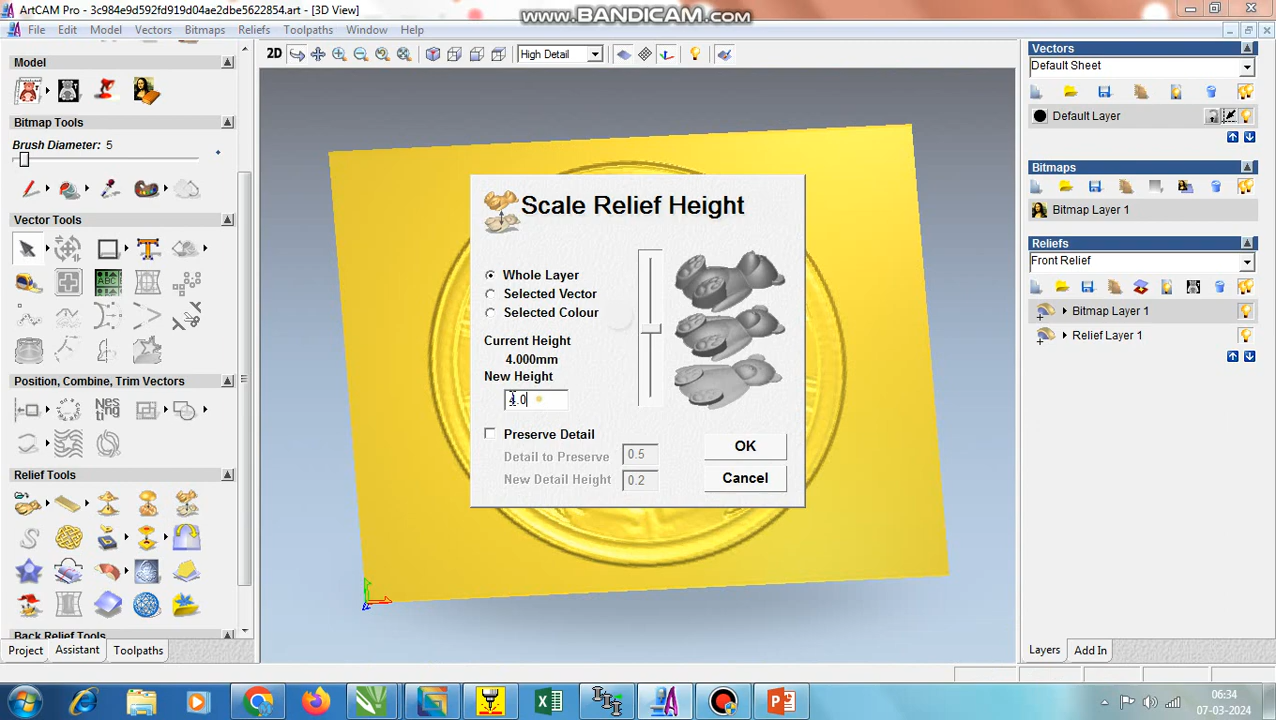 ArtCAM Pro - 3c984e9d592fd919d04ae2dbe5622854.art - [3D View]
www.BANDICAM.com
File Edit Model Vectors Bitmaps Reliefs Toolpaths Window Help
2D High Detail
Model
Bitmap Tools
Brush Diameter: 5
Vector Tools
ABC
Nes
ting
Position, Combine, Trim Vectors
Relief Tools
Back Relief Tools
Project Assistant Toolpaths
Scale Relief Height
Whole Layer
Selected Vector
Selected Colour
Current Height
4.000mm
New Height
Preserve Detail
Detail to Preserve 0.5
New Detail Height 0.2
OK
Cancel
Vectors
Default Sheet
Default Layer
Bitmaps
Bitmap Layer 1
Reliefs
Front Relief
Bitmap Layer 1
Relief Layer 1
Layers Add In
06:34
07-03-2024